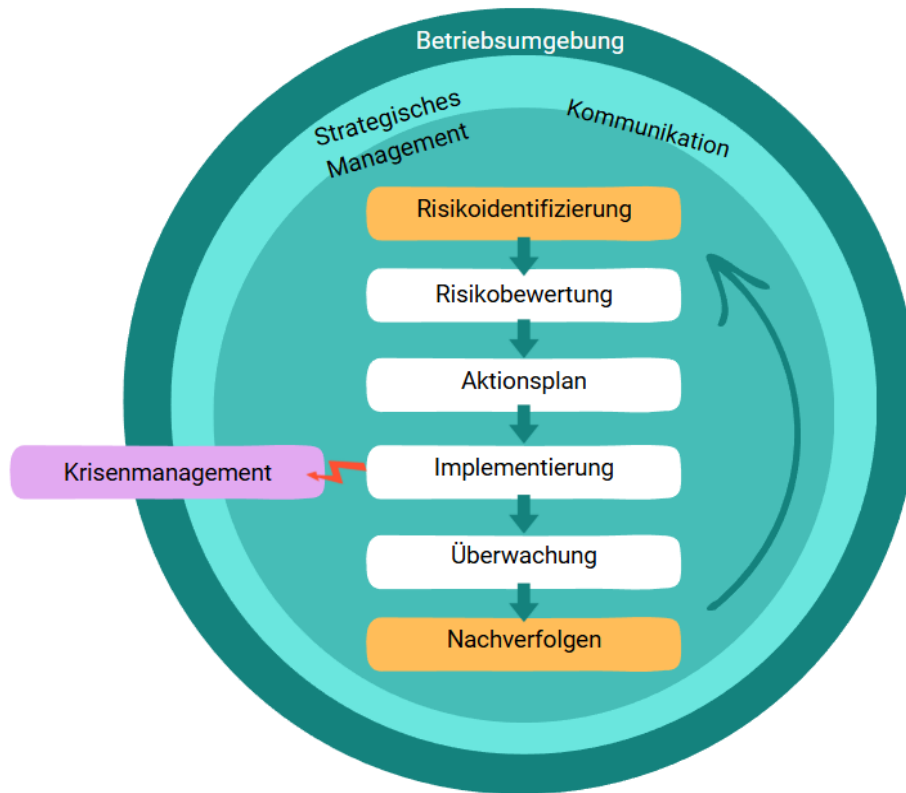 Betriebsumgebung
Strategisches
Management
Kommunikation
Risikoidentifizierung
Risikobewertung
Aktionsplan
Krisenmanagement
Implementierung
Überwachung
Nachverfolgen